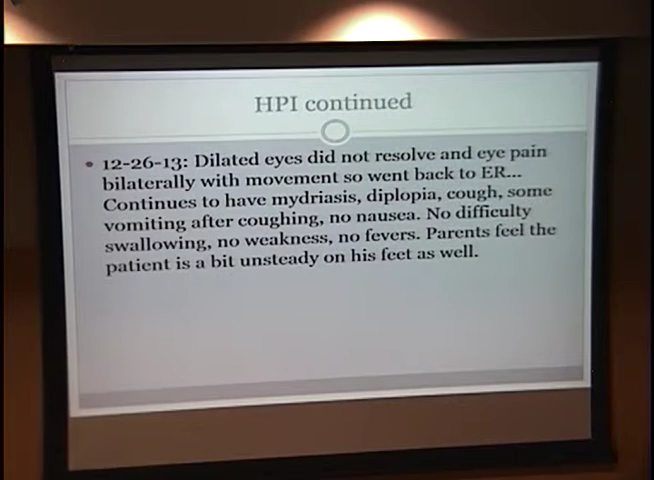 HPI continued
• 12-26-13: Dilated eyes did not resolve and eye pain
bilaterally with movement so went back to ER...
Continues to have mydriasis, diplopia, cough, some
vomiting after coughing, no nausea. No difficulty
swallowing, no weakness, no fevers. Parents feel the
patient is a bit unsteady on his feet as well.